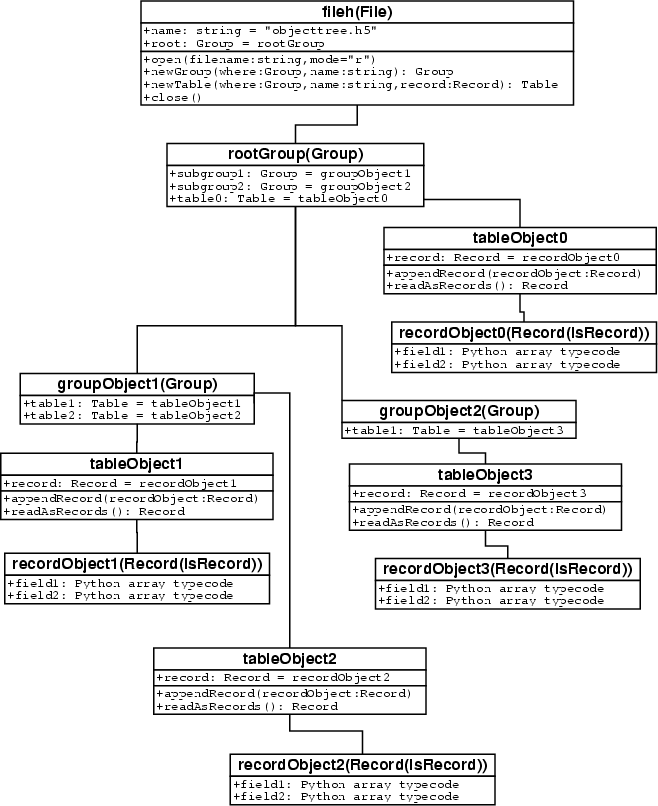 fileh(File)
+name: string = "objecttree.h5"
+root: Group = rootGroup
+open(filename:string,mode="r")
+newGroup(where:Group,name:string): Group
+newTable(where:Group,name:string,record:Record): Table
+close()
rootGroup(Group)
+subgroup1: Group = groupObject1
+subgroup2: Group = groupObject2
+table0: Table = tableObject0
tableObject0
+record: Record = recordObject0
+appendRecord(recordObject:Record)
+readAsRecords(): Record
recordObject0(Record(IsRecord))
+field1: Python array typecode
+field2: Python array typecode
groupObject1(Group)
+table1: Table = tableObject1
+table2: Table = tableObject2
groupObject2(Group)
+table1: Table = tableObject3
tableObject1
+record: Record = recordObject1
+appendRecord(recordObject:Record)
+readAsRecords(): Record
tableObject3
+record: Record = recordObject3
+appendRecord(recordObject:Record)
+readAsRecords(): Record
recordObject1(Record(IsRecord))
+field1: Python array typecode
+field2: Python array typecode
recordObject3(Record(IsRecord))
+field1: Python array typecode
+field2: Python array typecode
tableObject2
+record: Record = recordObject2
+appendRecord(recordObject:Record)
+readAsRecords(): Record
recordObject2(Record(IsRecord))
+field1: Python array typecode
+field2: Python array typecode